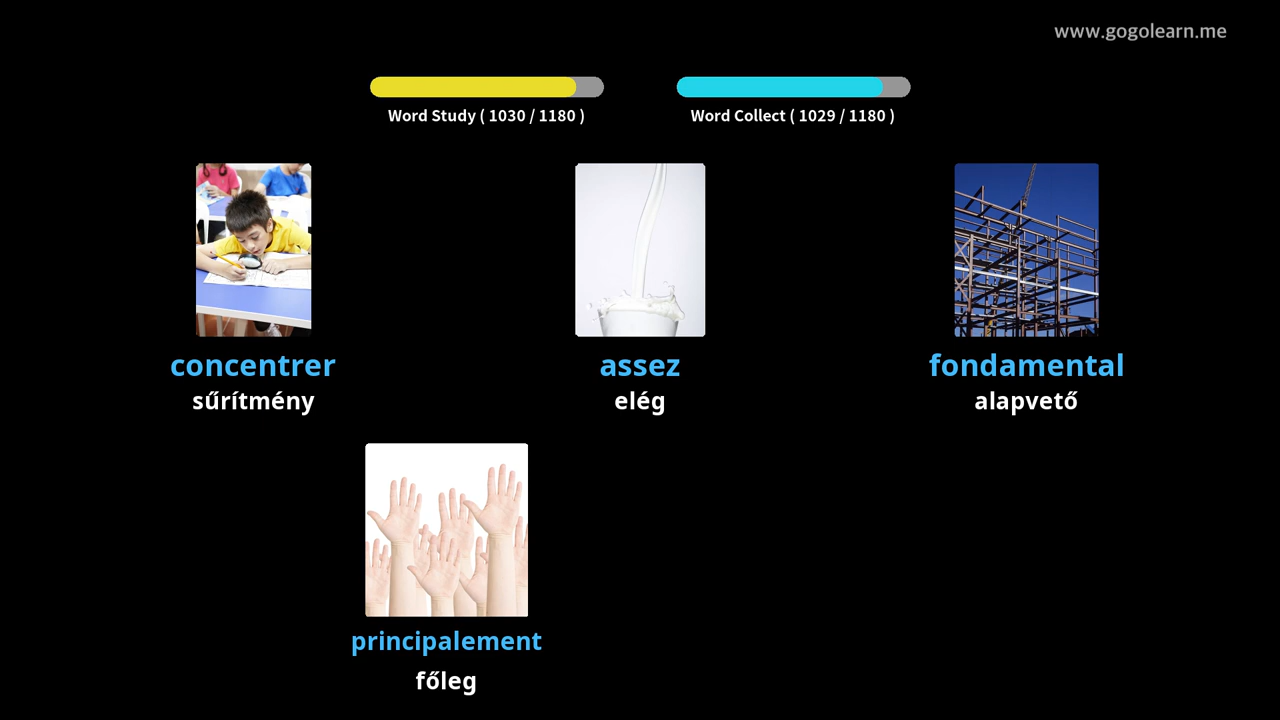 www.gogolearn.me
Word Study ( 1030 / 1180 )
Word Collect ( 1029 / 1180 )
concentrer
sűrítmény
assez
elég
fondamental
alapvető
principalement
főleg